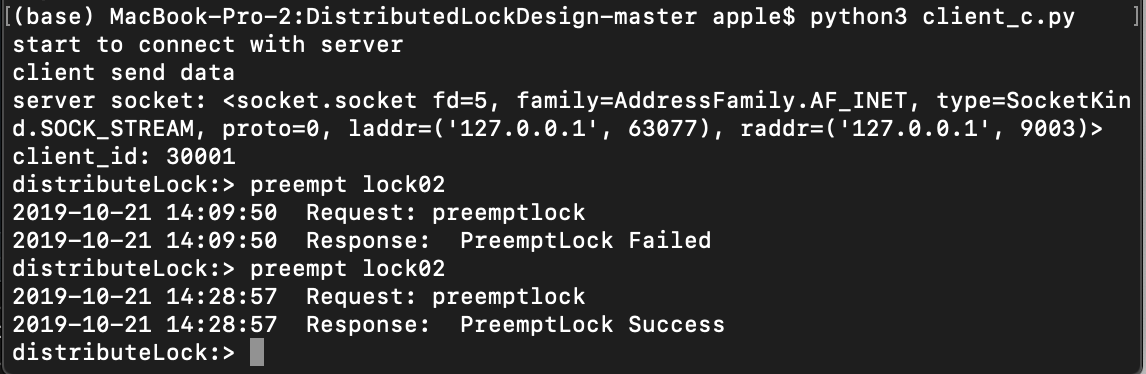 [(base) MacBook-Pro-2:DistributedLockDesign-master apple$ python3 client_c.py ]
start to connect with server
client send data
server socket: <socket.socket fd=5, family=AddressFamily.AF_INET, type=SocketKin
d.SOCK_STREAM, proto=0, laddr=('127.0.0.1', 63077), raddr=('127.0.0.1', 9003)>
client_id: 30001
distributeLock:> preempt lock02
2019-10-21 14:09:50  Request: preemptlock
2019-10-21 14:09:50  Response:  PreemptLock Failed
distributeLock:> preempt lock02
2019-10-21 14:28:57  Request: preemptlock
2019-10-21 14:28:57  Response:  PreemptLock Success
distributeLock:>